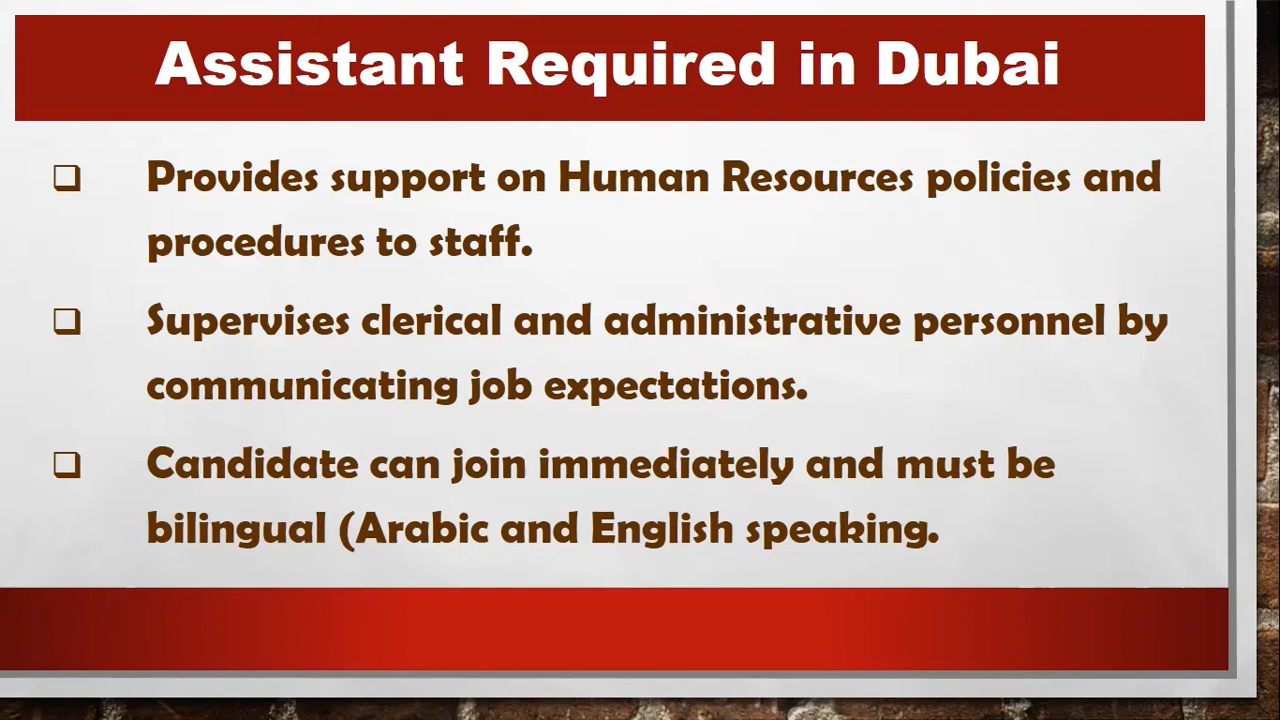 Assistant Required in Dubai
Provides support on Human Resources policies and
procedures to staff.
Supervises clerical and administrative personnel by
communicating job expectations.
Candidate can join immediately and must be
bilingual (Arabic and English speaking.